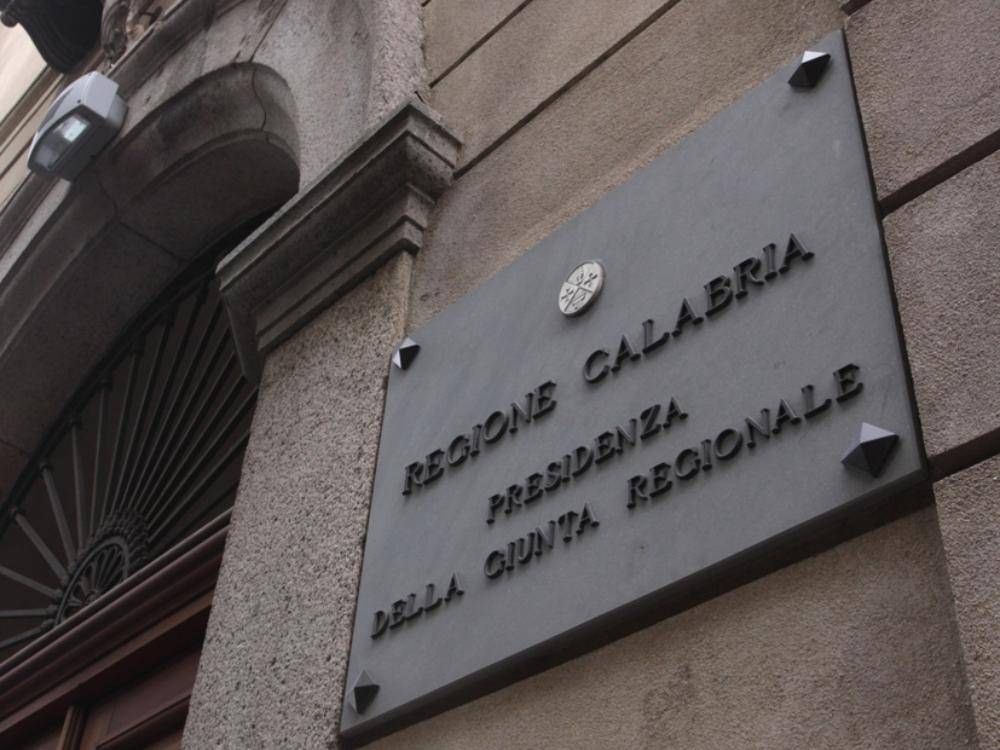 REGIONE CALABRIA
PRESIDENZA
DELLA GIUNTA REGIONALE